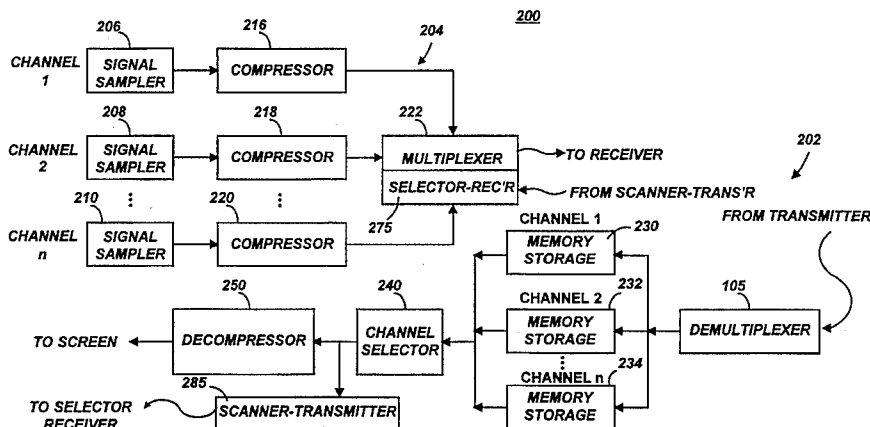 200
206
216
204
CHANNEL
1
SIGNAL
SAMPLER
COMPRESSOR
208
218
222
CHANNEL
2
SIGNAL
SAMPLER
COMPRESSOR
MULTIPLEXER
TO RECEIVER
202
210
220
SELECTOR-REC'R
FROM SCANNER-TRANS'R
275
FROM TRANSMITTER
CHANNEL
n
SIGNAL
SAMPLER
COMPRESSOR
CHANNEL 1
230
MEMORY
STORAGE
250
240
CHANNEL 2
232
105
TO SCREEN
DECOMPRESSOR
CHANNEL
SELECTOR
MEMORY
STORAGE
DEMULTIPLEXER
285
CHANNEL n
234
TO SELECTOR
RECEIVER
SCANNER-TRANSMITTER
MEMORY
STORAGE